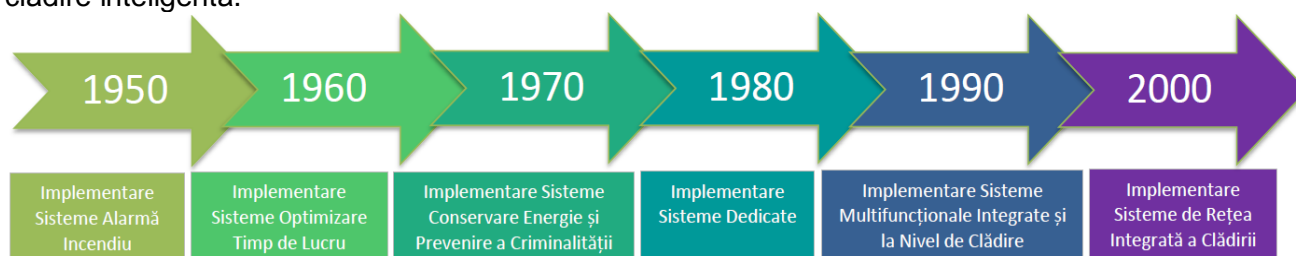 clădire inteligentă.
1950
1960
1970
1980
1990
2000
Implementare
Sisteme Alarmă
Incendiu
Implementare
Sisteme Optimizare
Timp de Lucru
Implementare Sisteme
Conservare Energie și
Prevenire a Criminalității
Implementare
Sisteme Dedicate
Implementare Sisteme
Multifuncționale Integrate și
la Nivel de Clădire
Implementare
Sisteme de Rețea
Integrată a Clădirii